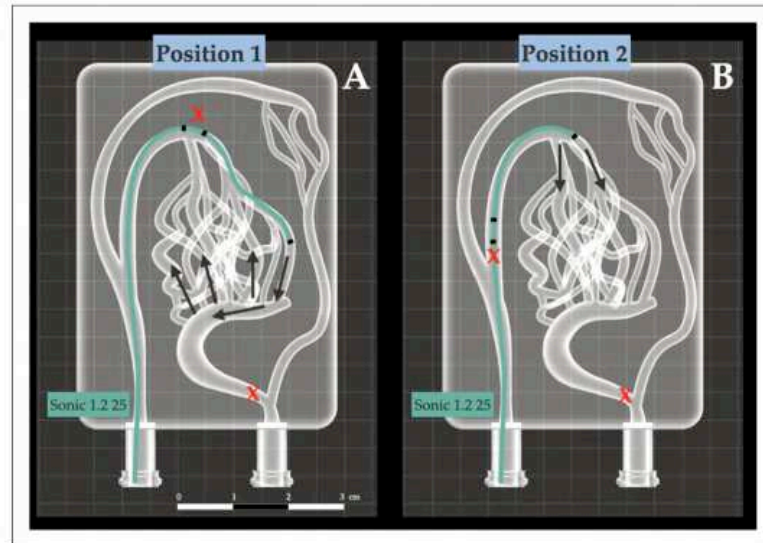 Position 1
A
X
X
Sonic 1.2 25
0 1 2 3 cm
Position 2
B
X
X
Sonic 1.2 25